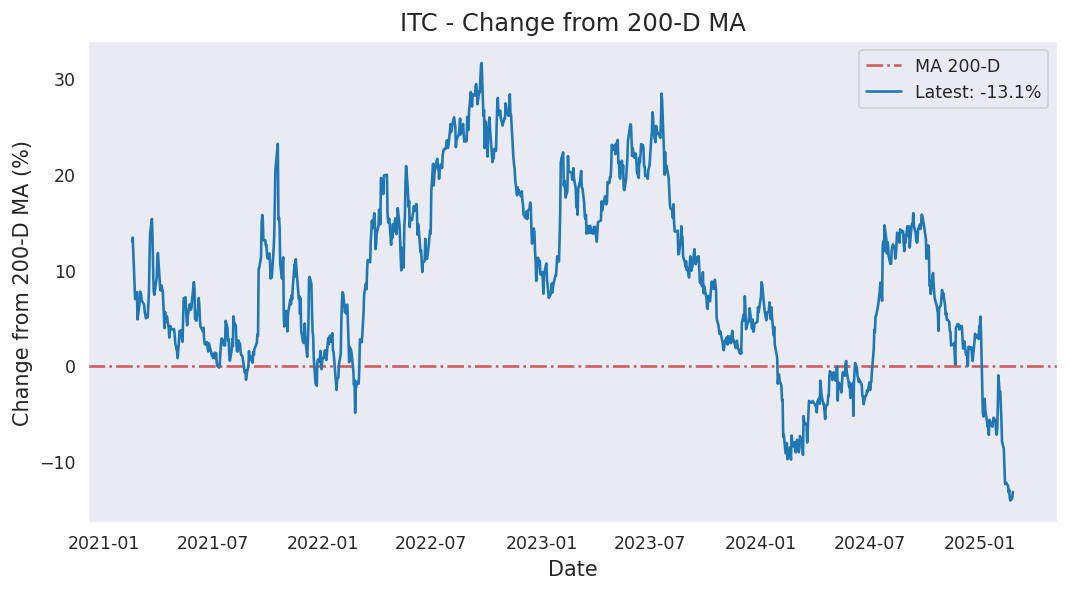 ITC - Change from 200-D MA
MA 200-D
Latest: -13.1%
Change from 200-D MA (%)
30
20
10
0
−10
2021-01 2021-07 2022-01 2022-07 2023-01 2023-07 2024-01 2024-07 2025-01
Date